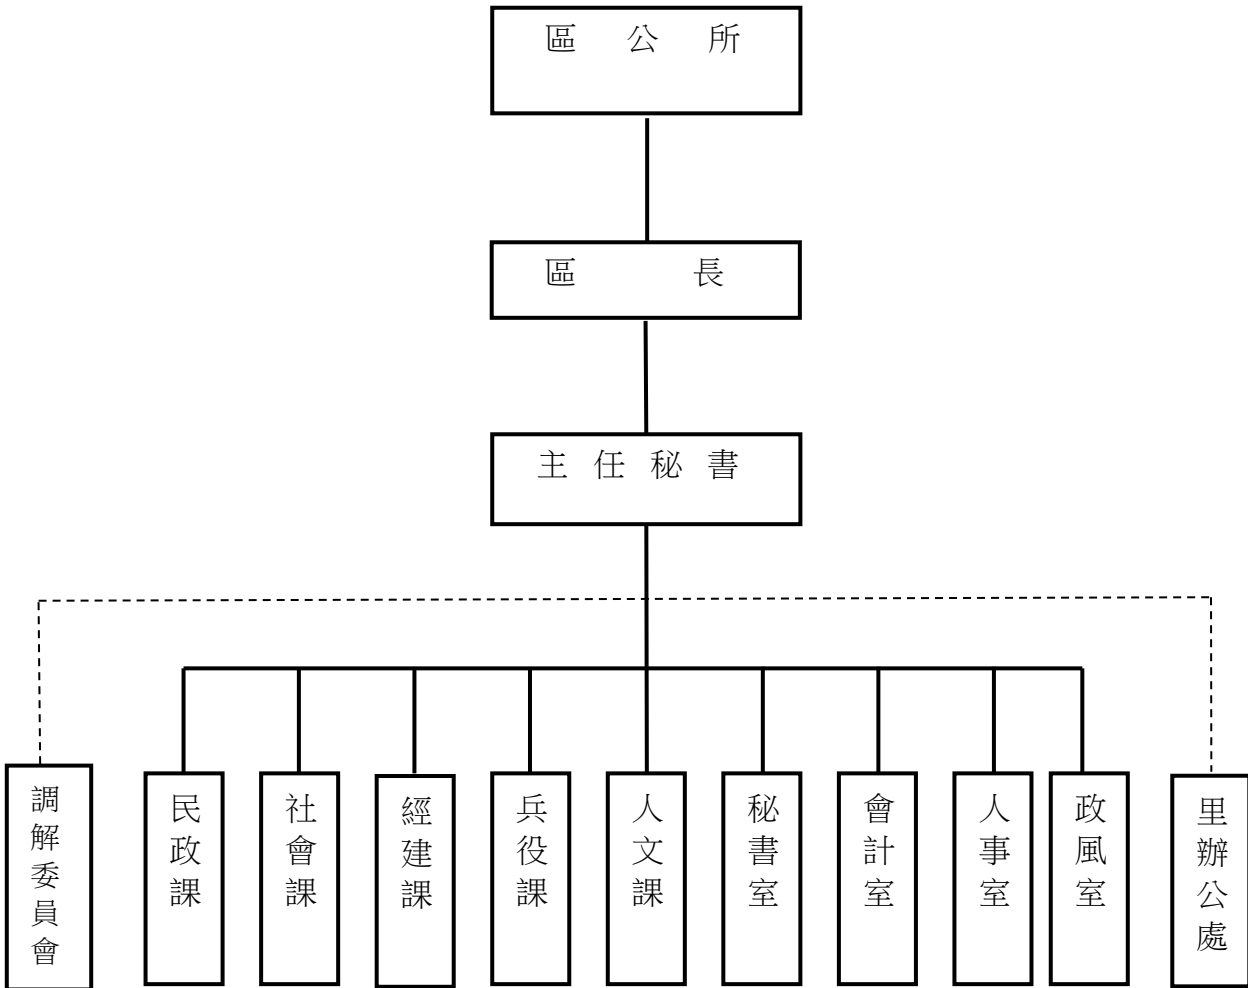 區公所
區長
主任秘書
調解委員會
民政課
社會課
經建課
兵役課
人文課
秘書室
會計室
人事室
政風室
里辦公處